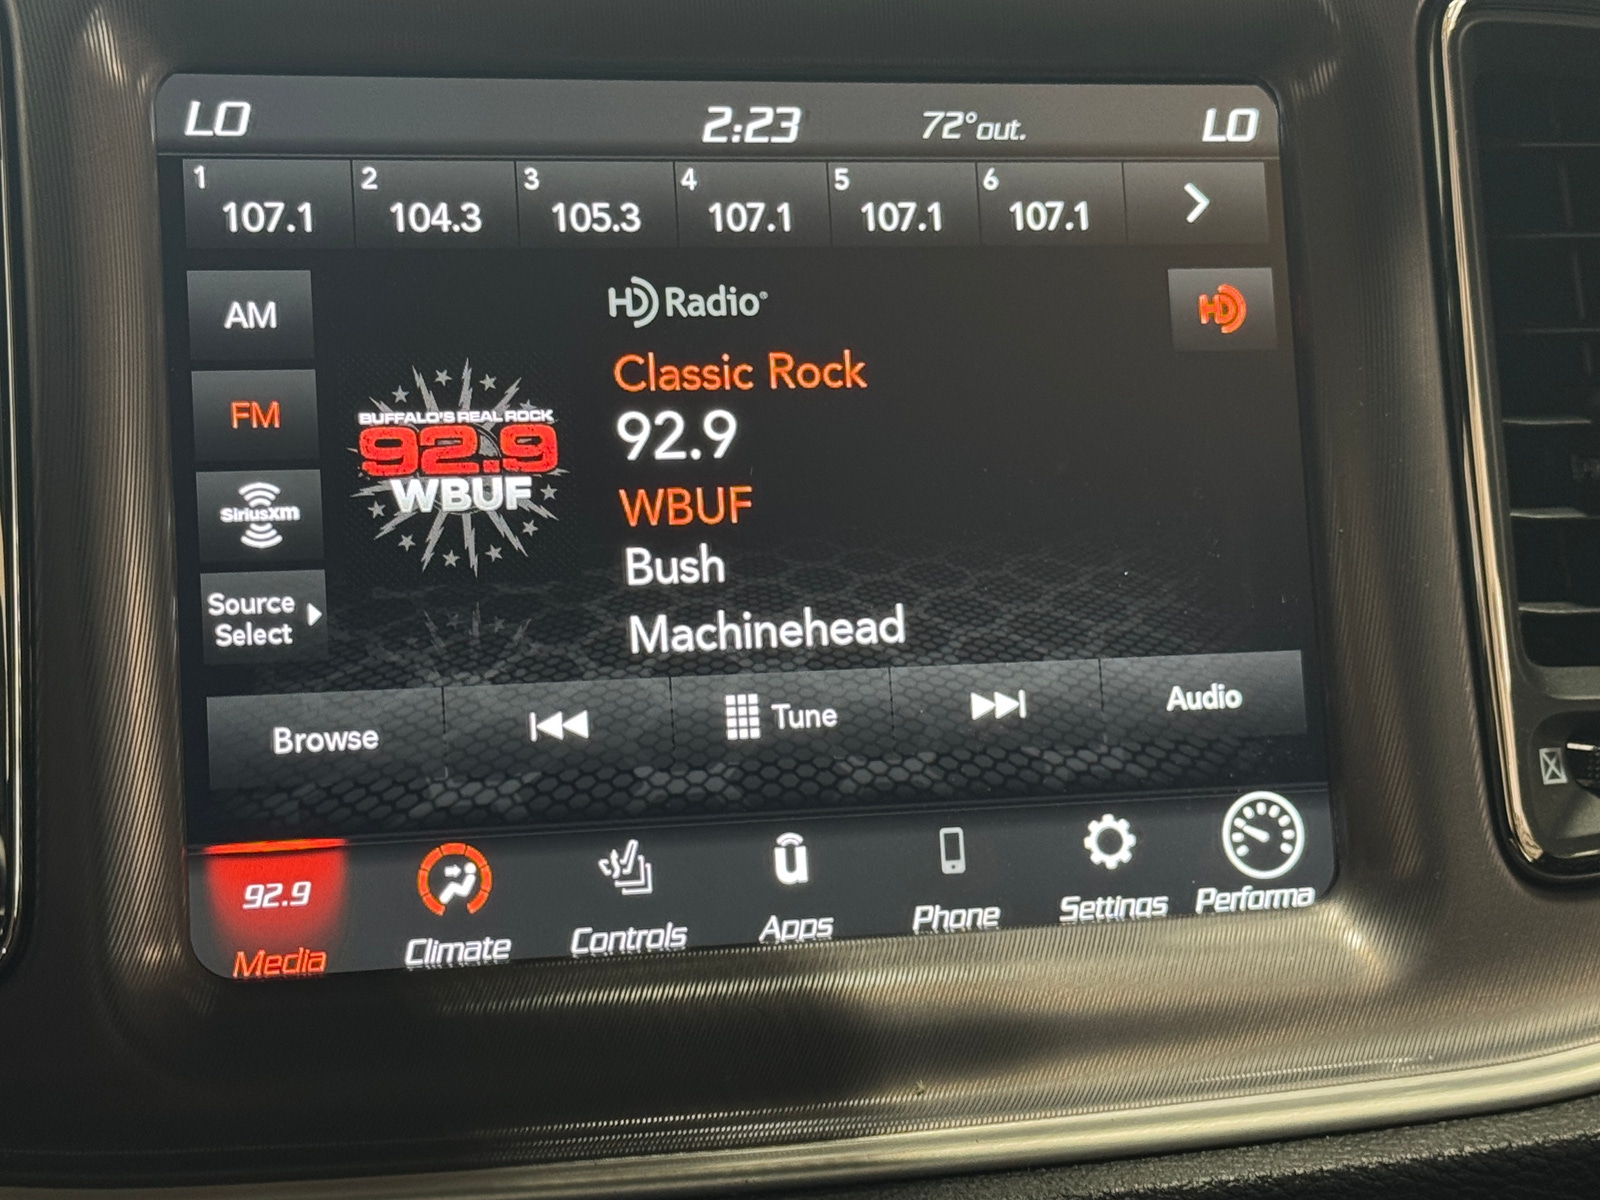 LO 2:23 72°out. LO
1 2 3 4 5 6
107.1 104.3 105.3 107.1 107.1 107.1
AM
FM
SiriusXM
Source
Select
BUFFALO'S REAL ROCK
92.9
WBUF
HD Radio®
HD
Classic Rock
92.9
WBUF
Bush
Machinehead
Browse Tune Audio
92.9
Media Climate Controls Apps Phone Settings Performa